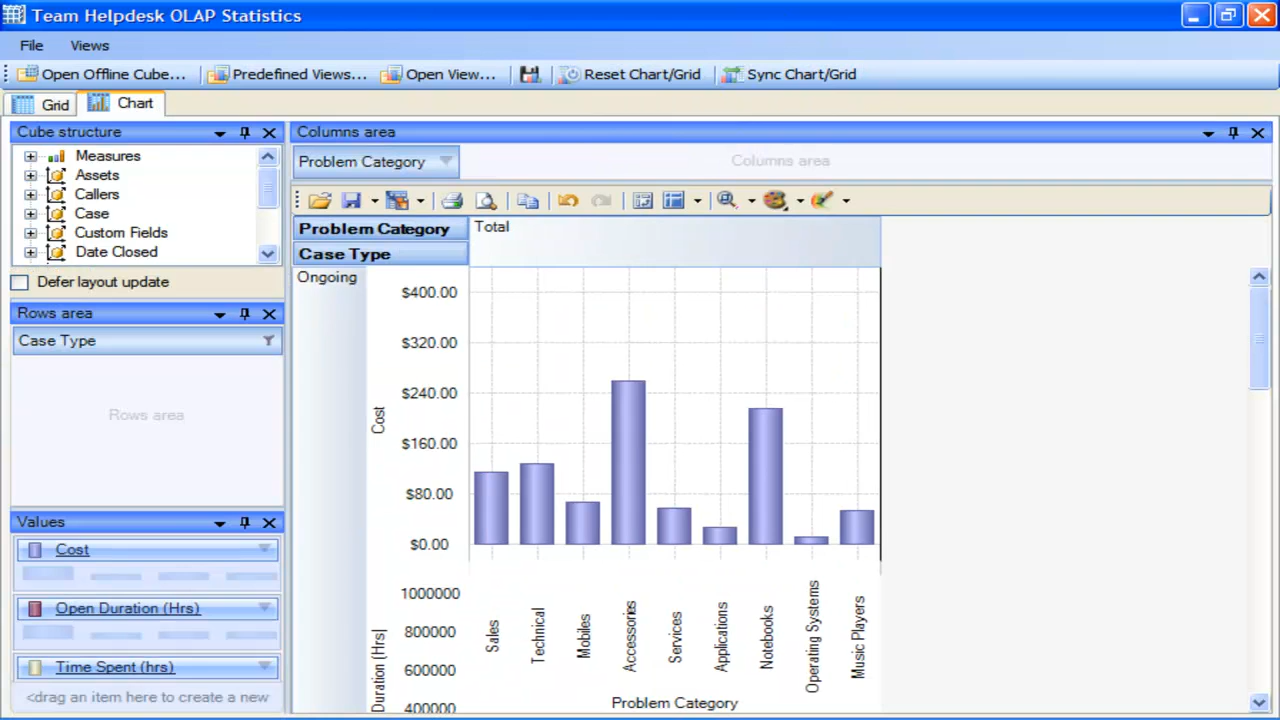 Team Helpdesk OLAP Statistics
File Views
Open Offline Cube... Predefined Views... Open View... Reset Chart/Grid Sync Chart/Grid
Grid Chart
Cube structure
Measures
Assets
Callers
Case
Custom Fields
Date Closed
Defer layout update
Rows area
Case Type
Rows area
Values
Cost
Open Duration (Hrs)
Time Spent (hrs)
<drag an item here to create a new
Columns area
Problem Category
Columns area
Problem Category
Total
Case Type
Ongoing
Cost
$400.00
$320.00
$240.00
$160.00
$80.00
$0.00
Duration (Hrs)
1000000
800000
600000
400000
Sales
Technical
Mobiles
Accessories
Services
Applications
Notebooks
Operating Systems
Music Players
Problem Category